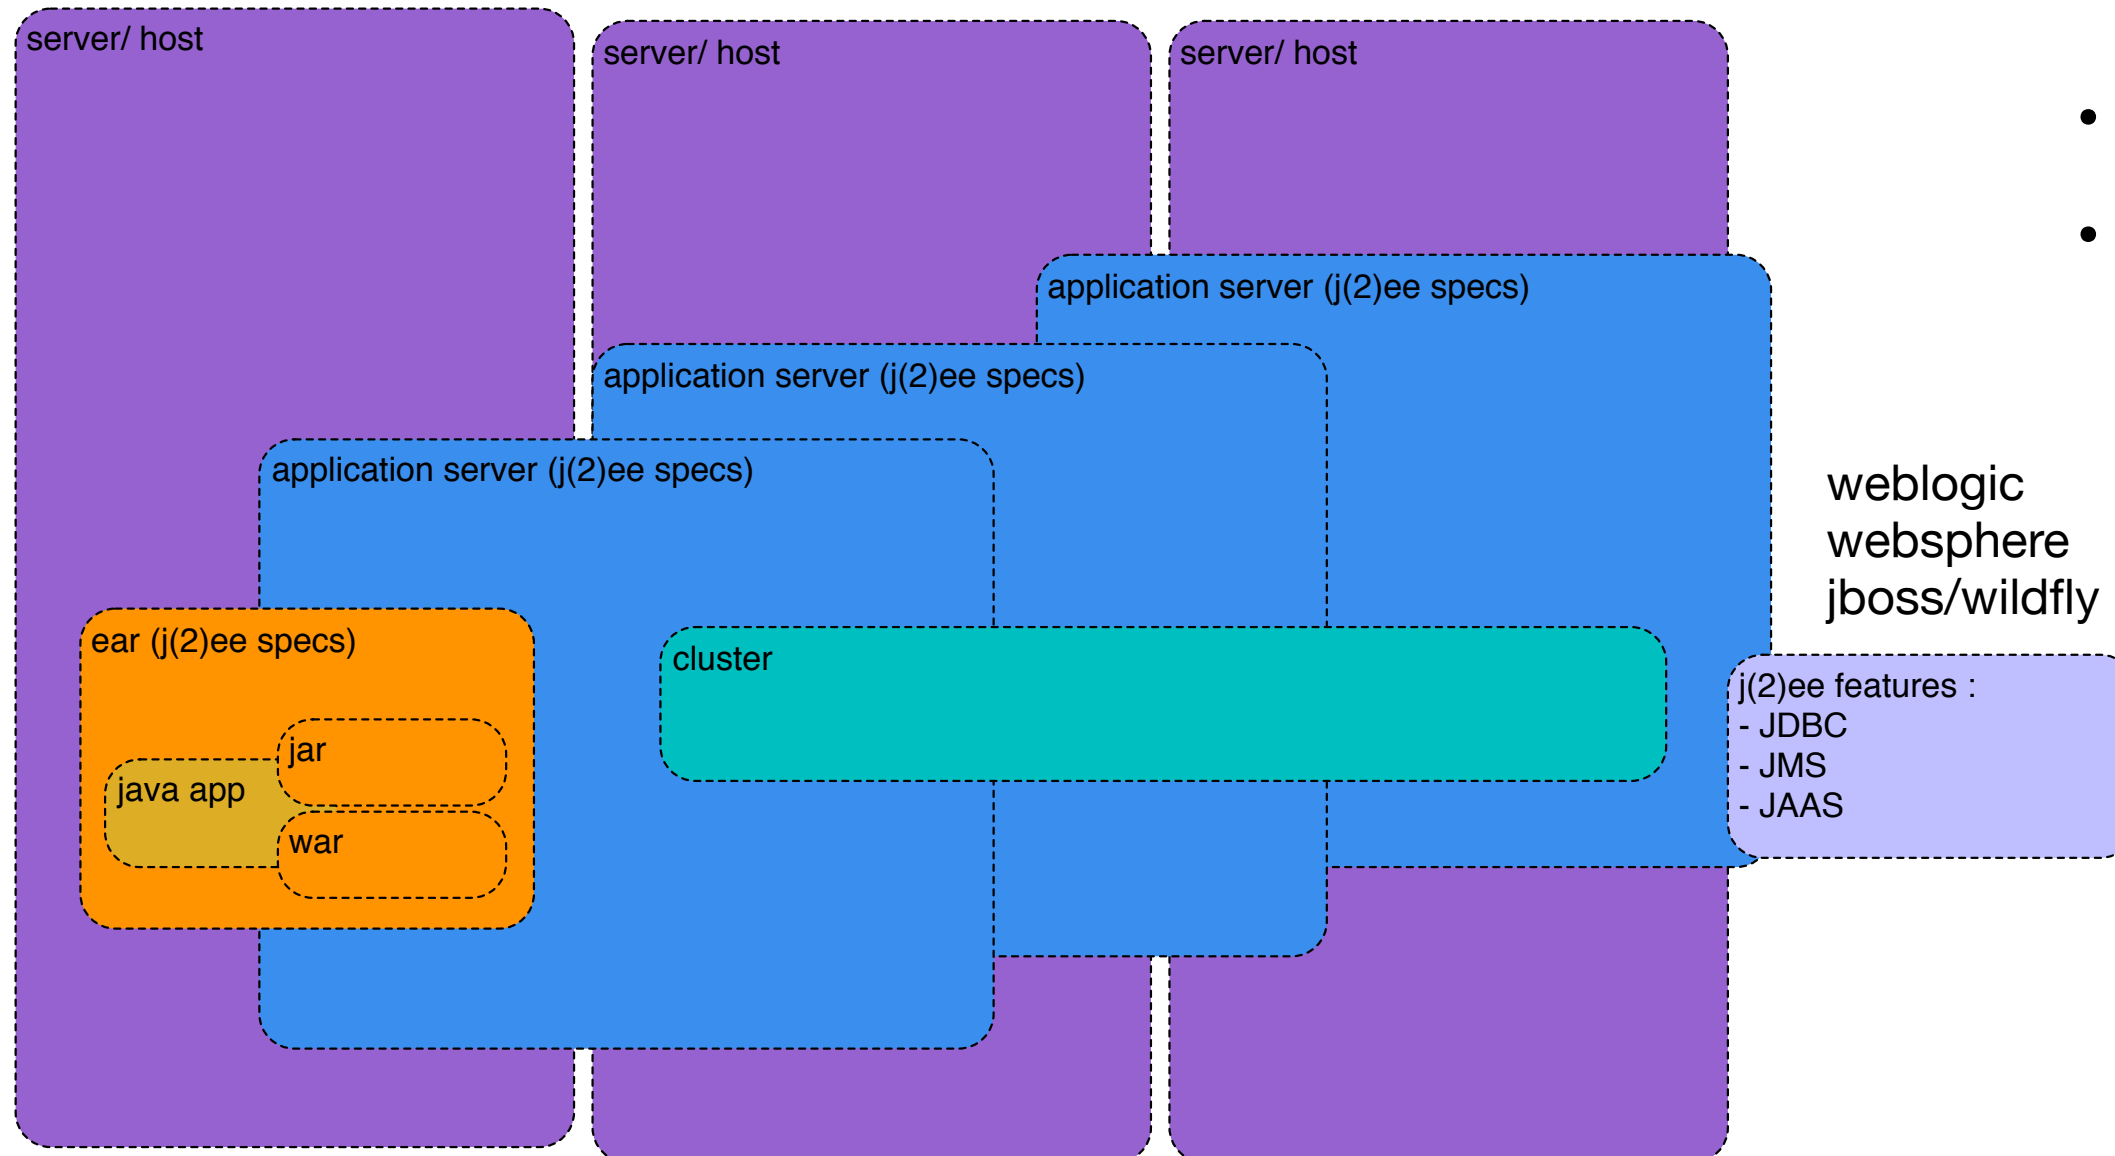 server/ host
server/ host
server/ host
•
•
application server (j(2)ee specs)
application server (j(2)ee specs)
application server (j(2)ee specs)
weblogic
websphere
jboss/wildfly
ear (j(2)ee specs)
cluster
jar
java app
war
j(2)ee features :
- JDBC
- JMS
- JAAS